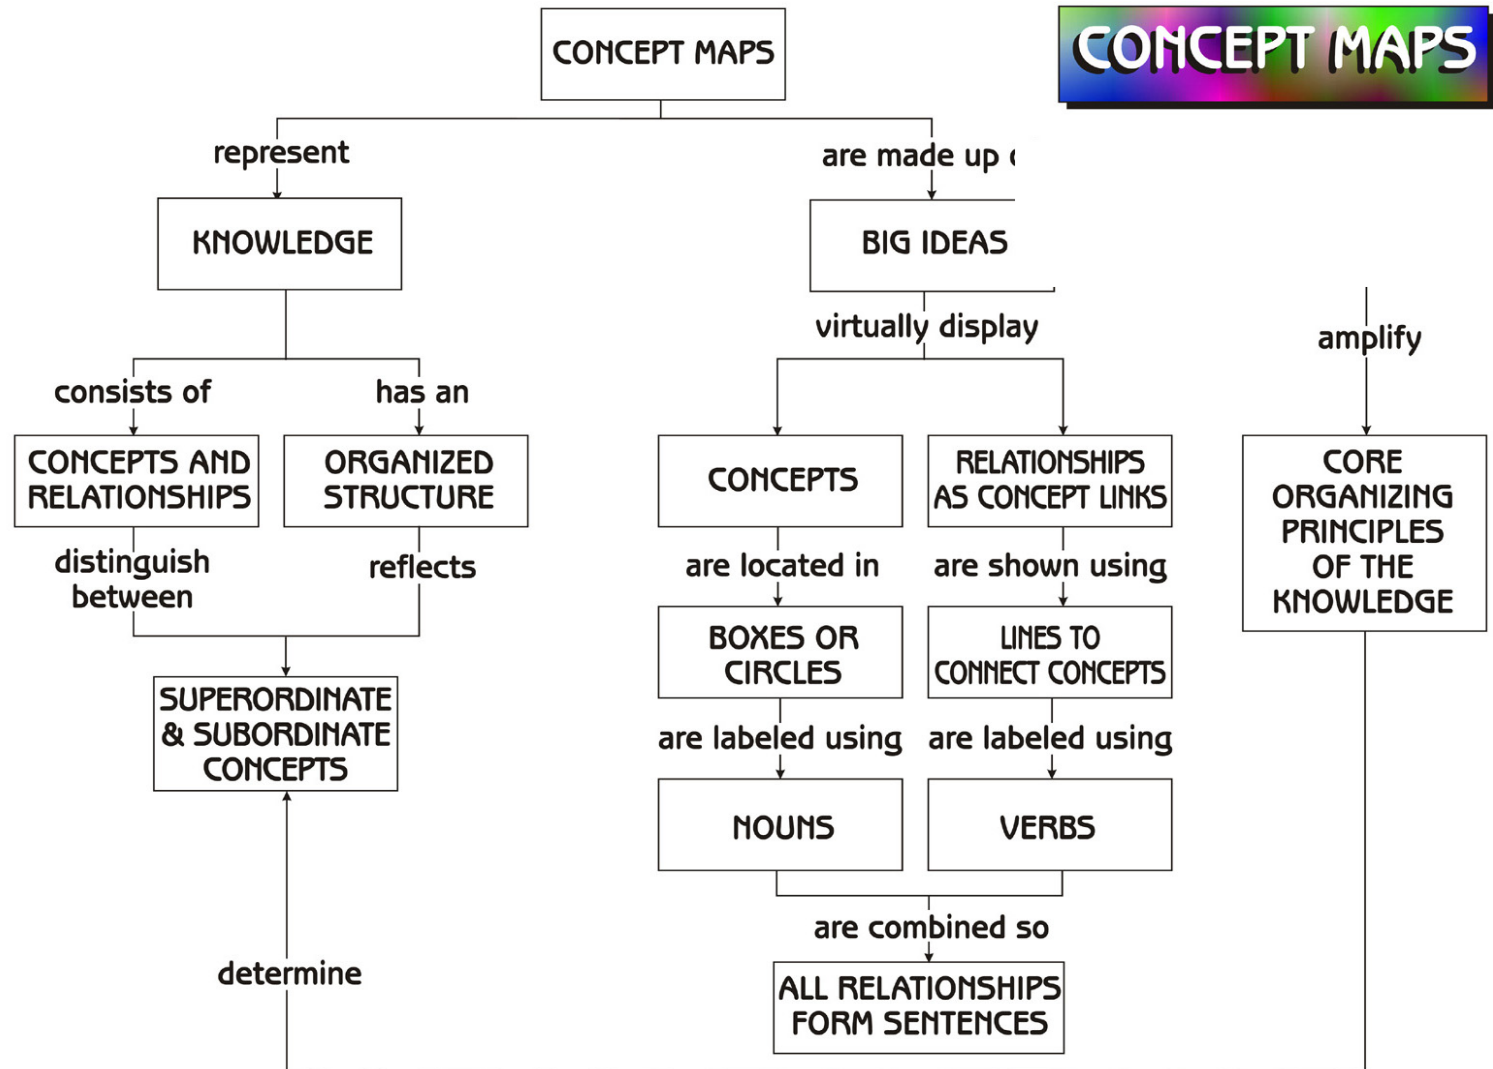 CONCEPT MAPS
CONCEPT MAPS
represent
are made up
KNOWLEDGE
BIG IDEAS
virtually display
amplify
consists of
has an
CONCEPTS AND
RELATIONSHIPS
ORGANIZED
STRUCTURE
CONCEPTS
RELATIONSHIPS
AS CONCEPT LINKS
CORE
ORGANIZING
PRINCIPLES
OF THE
KNOWLEDGE
distinguish
between
reflects
are located in
are shown using
BOXES OR
CIRCLES
LINES TO
CONNECT CONCEPTS
SUPERORDINATE
& SUBORDINATE
CONCEPTS
are labeled using
are labeled using
NOUNS
VERBS
are combined so
determine
ALL RELATIONSHIPS
FORM SENTENCES